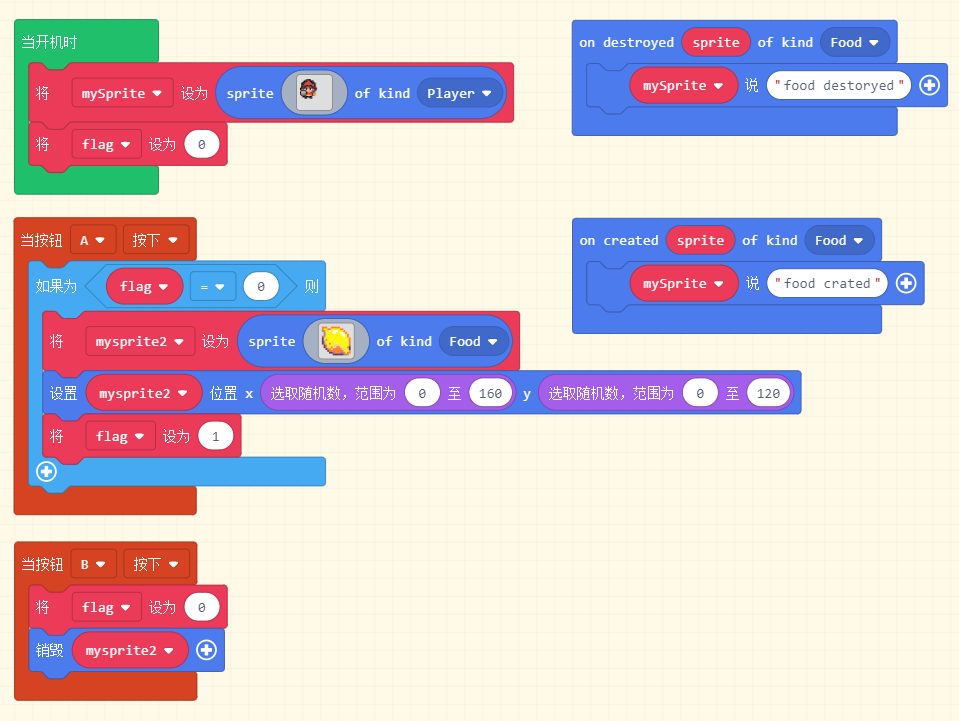 当开机时
将 mySprite 设为 sprite of kind Player
将 flag 设为 0
当按钮 A 按下
如果为 flag = 0 则
将 mysprite2 设为 sprite of kind Food
设置 mysprite2 位置 x 选取随机数，范围为 0 至 160 y 选取随机数，范围为 0 至 120
将 flag 设为 1
当按钮 B 按下
将 flag 设为 0
销毁 mysprite2
on destroyed sprite of kind Food
mySprite 说 "food destoryed"
on created sprite of kind Food
mySprite 说 "food crated"